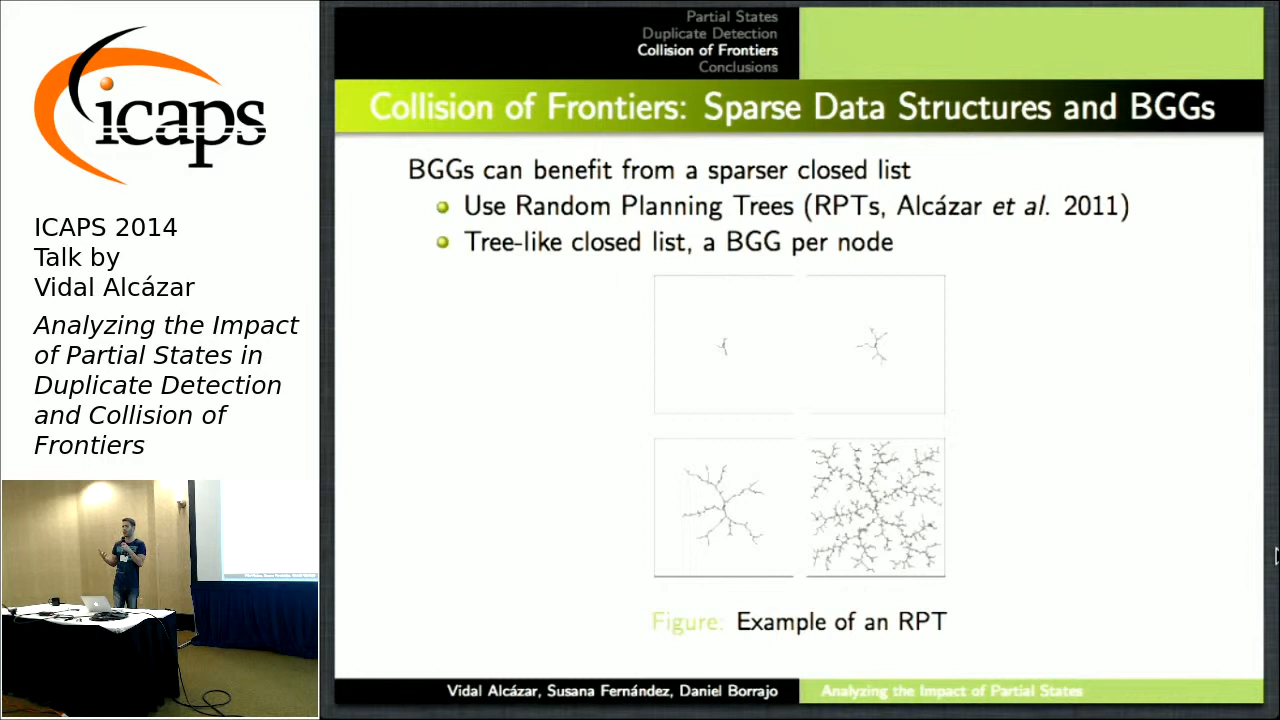 icaps
ICAPS 2014
Talk by
Vidal Alcázar
Analyzing the Impact
of Partial States in
Duplicate Detection
and Collision of
Frontiers
Partial States
Duplicate Detection
Collision of Frontiers
Conclusions
Collision of Frontiers: Sparse Data Structures and BGGs
BGGs can benefit from a sparser closed list
Use Random Planning Trees (RPTs, Alcázar et al. 2011)
Tree-like closed list, a BGG per node
Figure: Example of an RPT
Vidal Alcázar, Susana Fernández, Daniel Borrajo
Analyzing the Impact of Partial States